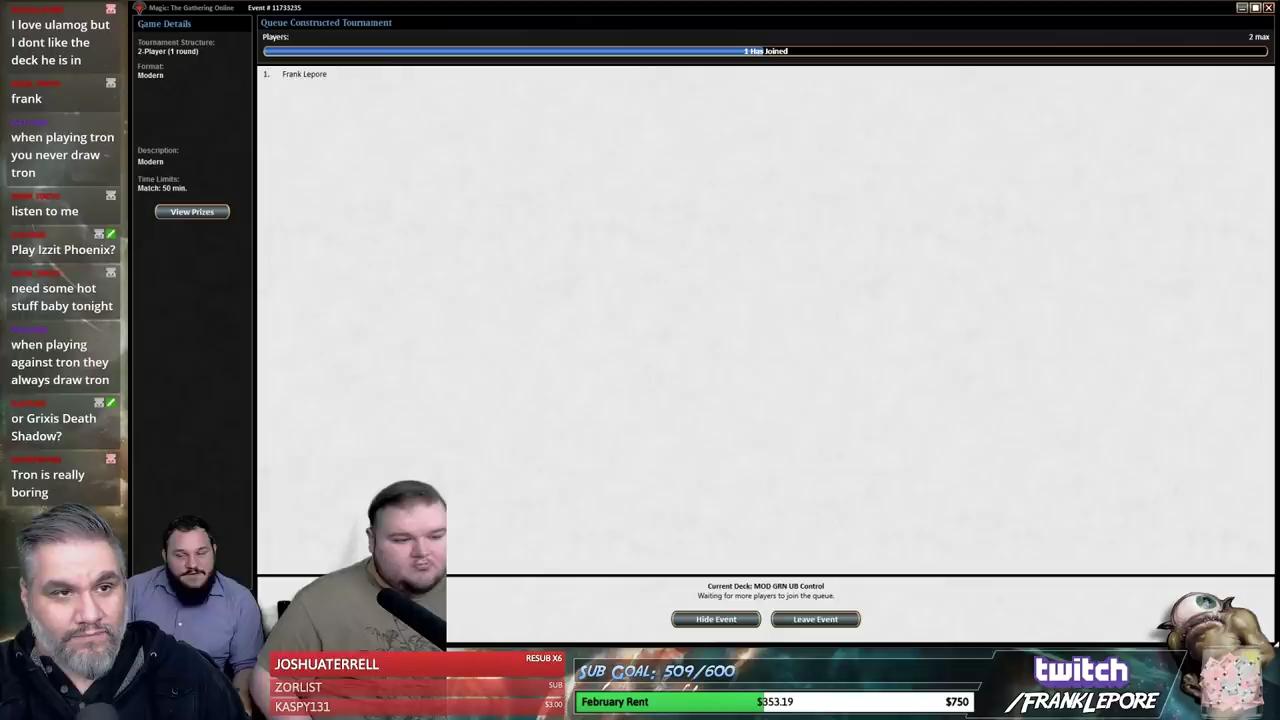 I love ulamog but
I dont like the
deck he is in
frank
when playing tron
you never draw
tron
listen to me
Play Izzit Phoenix?
need some hot
stuff baby tonight
when playing
against tron they
always draw tron
or Grixis Death
Shadow?
Tron is really
boring
Magic: The Gathering Online Event # 11733235
Game Details
Tournament Structure:
2-Player (1 round)
Format:
Modern
Description:
Modern
Time Limits:
Match: 50 min.
View Prizes
Queue Constructed Tournament
Players: 2 max
1 Has Joined
1. Frank Lepore
Current Deck: MOD GRN UB Control
Waiting for more players to join the queue.
Hide Event Leave Event
JOSHUATERRELL RESUB X6
ZORLIST SUB
KASPY131 $3.00
SUB GOAL: 509/600
February Rent $353.19 $750
twitch
/FRANKLEPORE